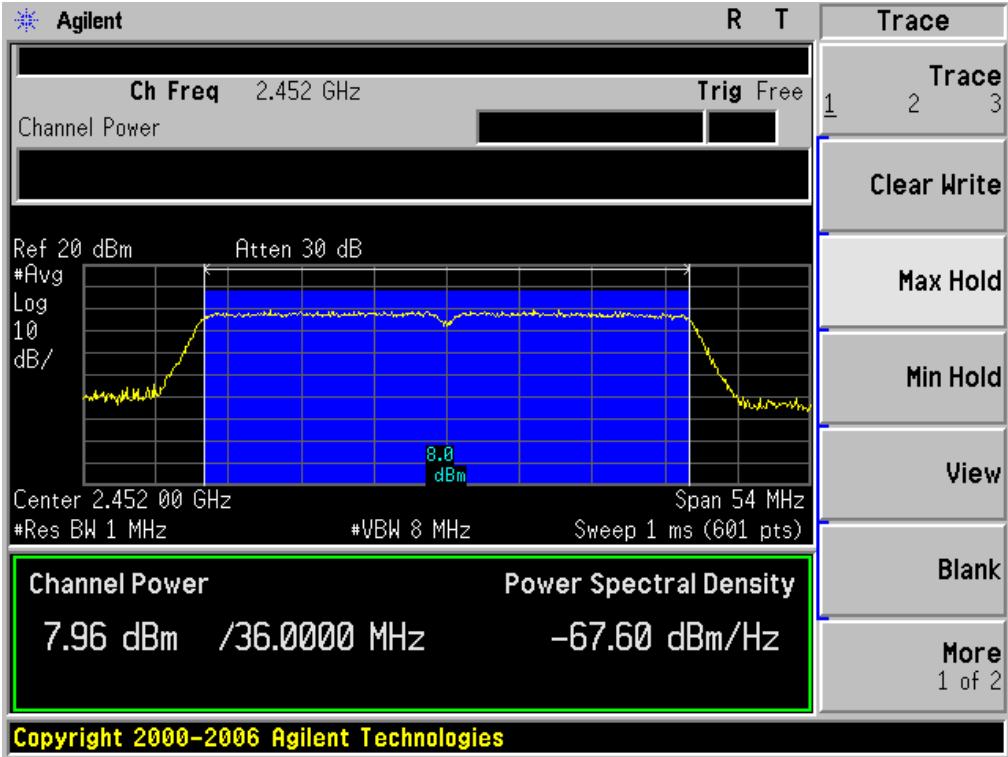 Agilent
R T
Ch Freq 2.452 GHz
Trig Free
Channel Power
Ref 20 dBm
Atten 30 dB
#Avg
Log
10
dB/
8.0
dBm
Center 2.452 00 GHz
Span 54 MHz
#Res BW 1 MHz
#VBW 8 MHz
Sweep 1 ms (601 pts)
Channel Power
Power Spectral Density
7.96 dBm /36.0000 MHz
-67.60 dBm/Hz
Copyright 2000-2006 Agilent Technologies
Trace
Trace
1 2 3
Clear Write
Max Hold
Min Hold
View
Blank
More
1 of 2